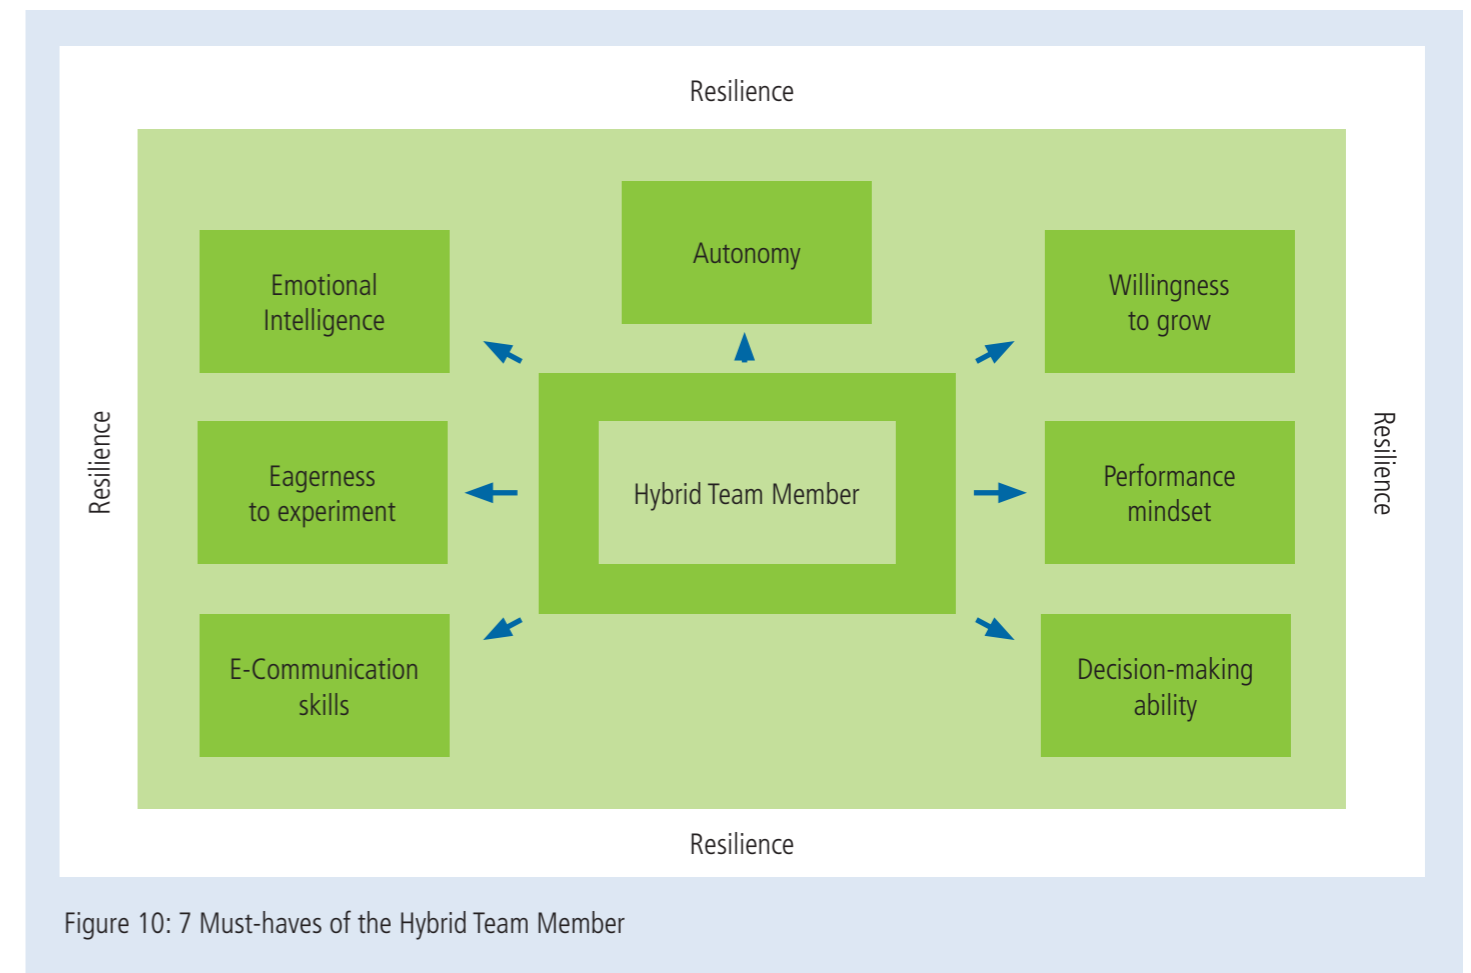 Resilience
Autonomy
Emotional
Intelligence
Willingness
to grow
Resilience
Resilience
Eagerness
to experiment
Hybrid Team Member
Performance
mindset
E-Communication
skills
Decision-making
ability
Resilience
Figure 10: 7 Must-haves of the Hybrid Team Member